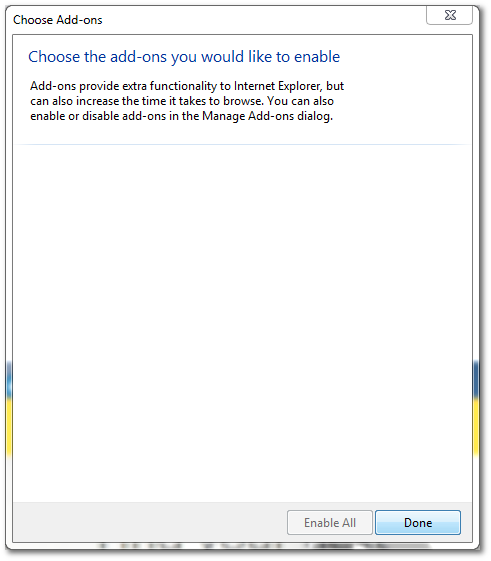 Choose Add-ons
Choose the add-ons you would like to enable
Add-ons provide extra functionality to Internet Explorer, but
can also increase the time it takes to browse. You can also
enable or disable add-ons in the Manage Add-ons dialog.
Enable All
Done